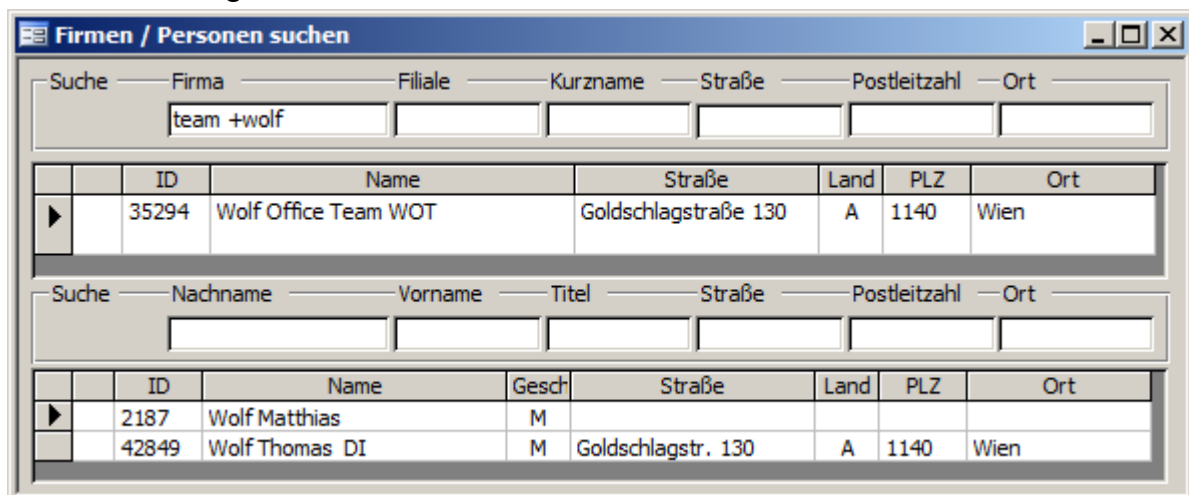 Firmen / Personen suchen
Suche Firma Filiale Kurzname Straße Postleitzahl Ort
team +wolf
ID Name Straße Land PLZ Ort
35294 Wolf Office Team WOT Goldschlagstraße 130 A 1140 Wien
Suche Nachname Vorname Titel Straße Postleitzahl Ort
ID Name Gesch Straße Land PLZ Ort
2187 Wolf Matthias M
42849 Wolf Thomas DI M Goldschlagstr. 130 A 1140 Wien